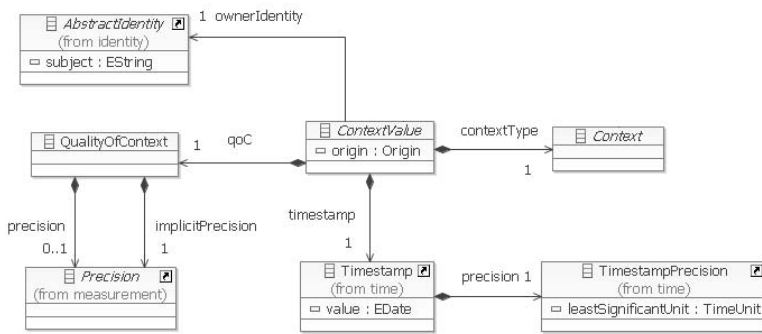 AbstractIdentity
(from identity)
subject : EString
1 ownerIdentity
ContextValue
origin : Origin
contextType
1
Context
QualityOfContext
1
qoC
precision
0..1
implicitPrecision
1
timestamp
1
Precision
(from measurement)
Timestamp
(from time)
value : EDate
precision 1
TimestampPrecision
(from time)
leastSignificantUnit : TimeUnit